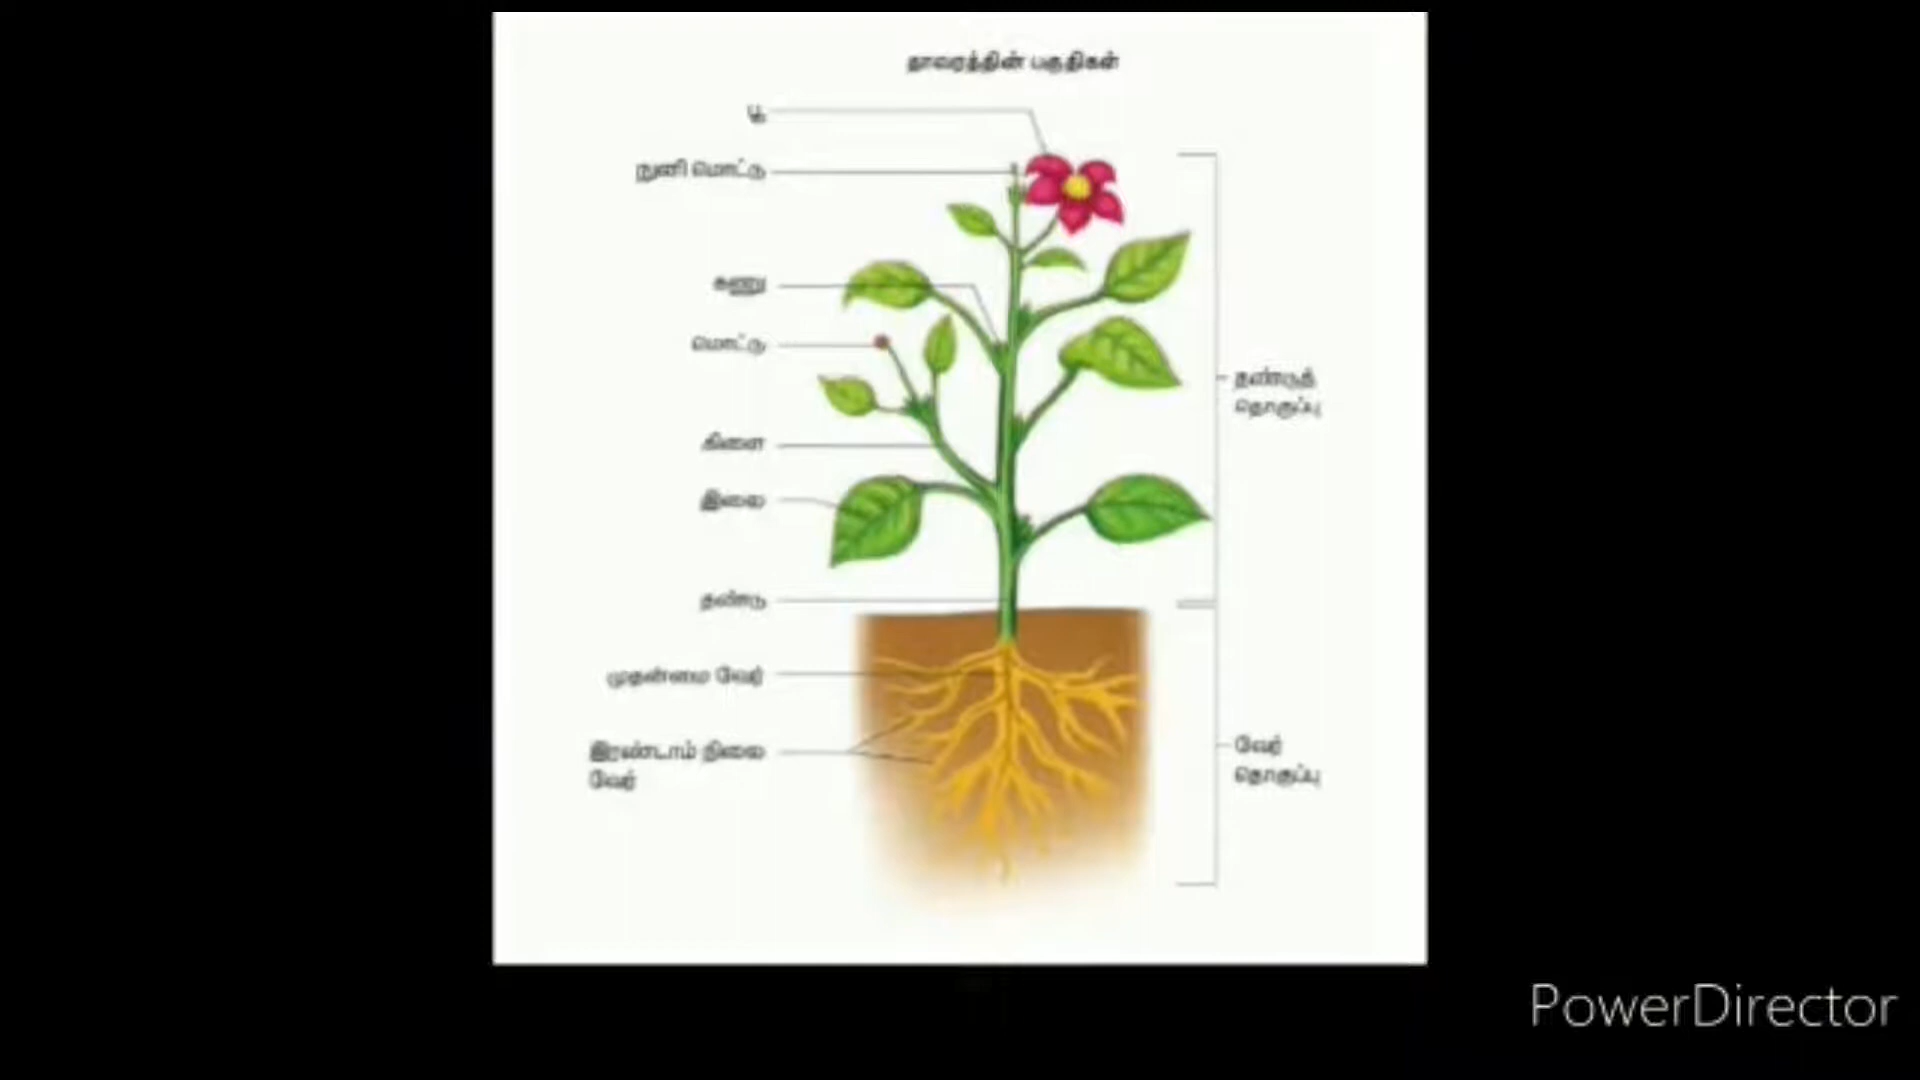 தாவரத்தின் பகுதிகள்
பூ
நுனி மொட்டு
கணு
மொட்டு
கிளை
இலை
தண்டு
முதன்மை வேர்
இரண்டாம் நிலை
வேர்
தண்டுத்
தொகுப்பு
வேர்
தொகுப்பு
PowerDirector